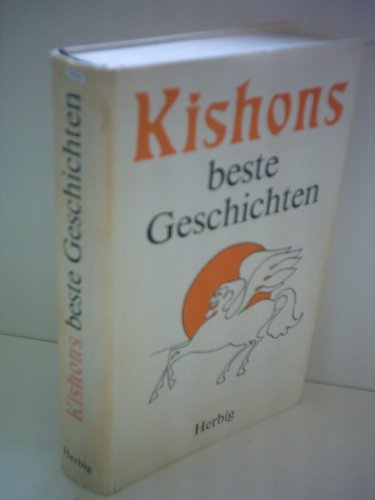 Kishons
beste
Geschichten
Herbig
Kishons beste Geschichten
Herbig